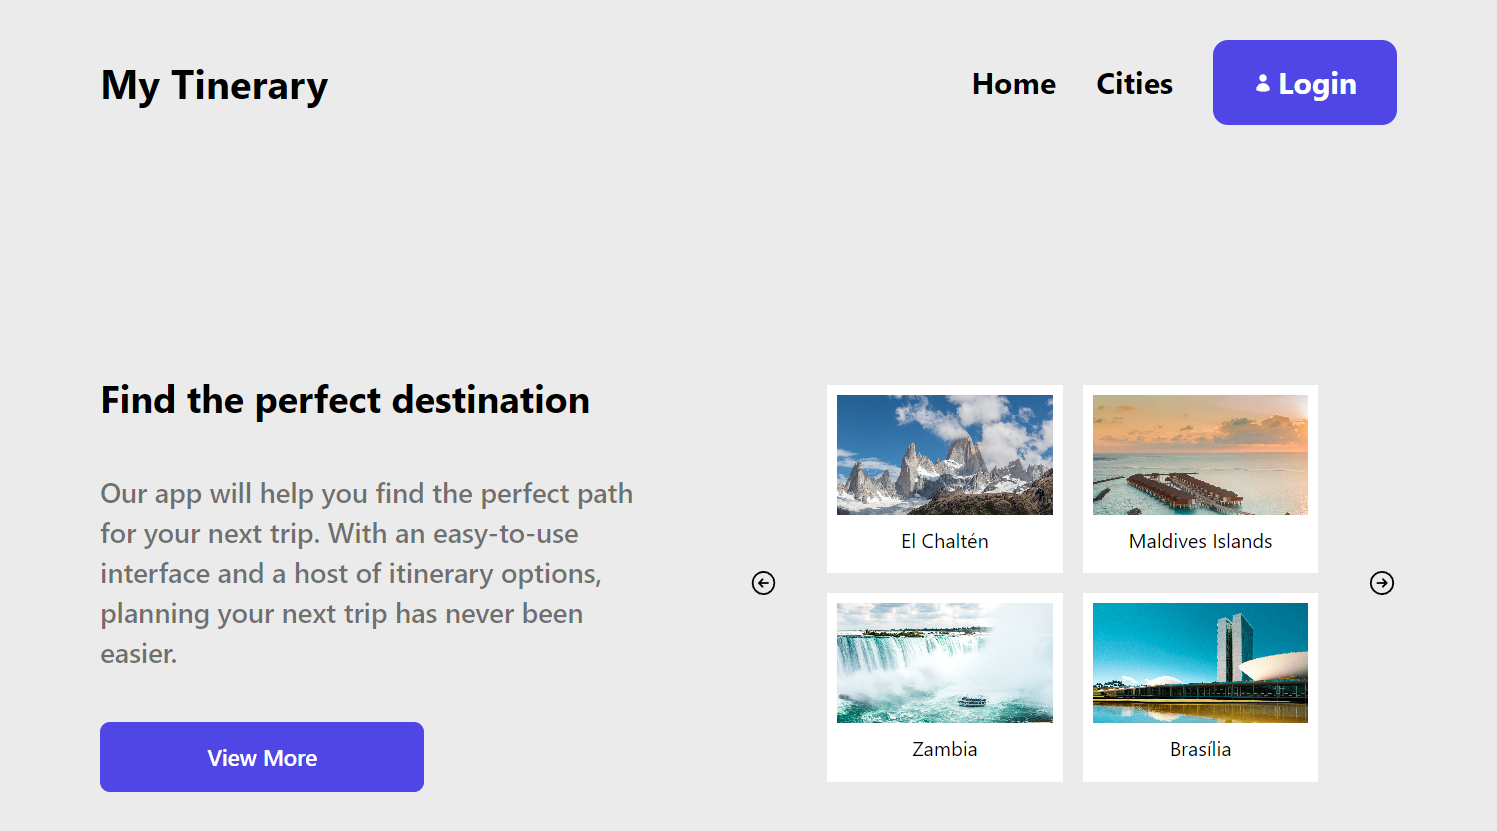 My Tinerary
Home
Cities
Login
Find the perfect destination
Our app will help you find the perfect path
for your next trip. With an easy-to-use
interface and a host of itinerary options,
planning your next trip has never been
easier.
View More
El Chaltén
Maldives Islands
Zambia
Brasília